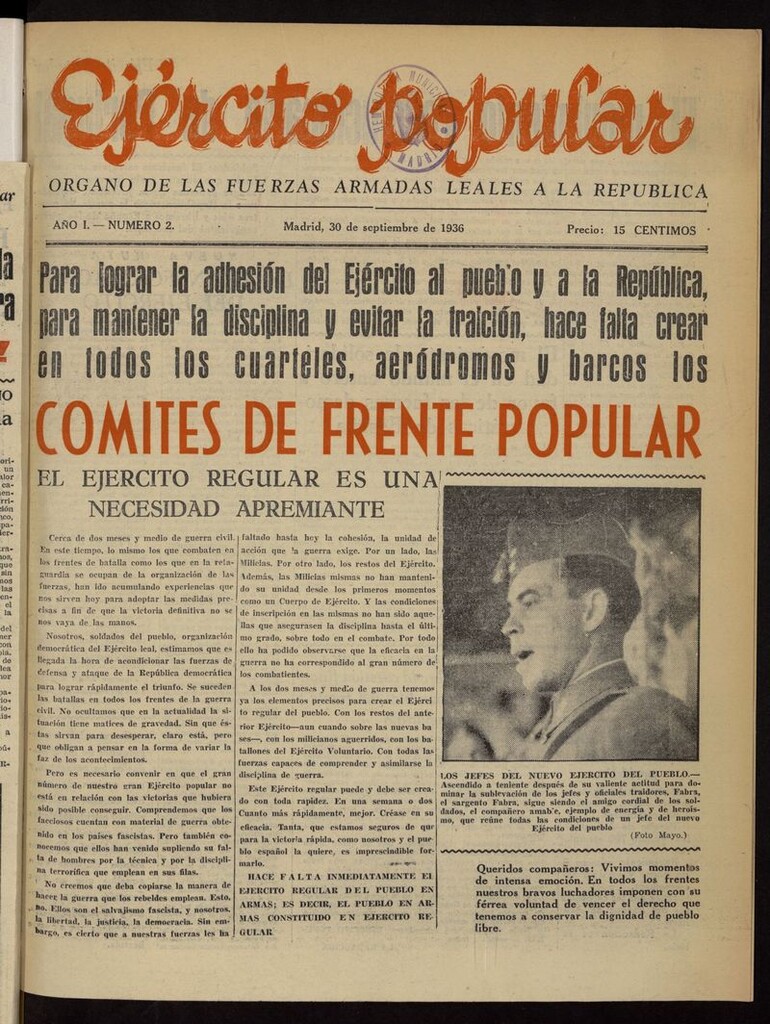 Ejército popular
HEMEROTECA MUNICIPAL MADRID
ORGANO DE LAS FUERZAS ARMADAS LEALES A LA REPUBLICA
AÑO I. — NUMERO 2.
Madrid, 30 de septiembre de 1936
Precio: 15 CENTIMOS
Para lograr la adhesión del Ejército al pueblo y a la República,
para mantener la disciplina y evitar la traición, hace falta crear
en todos los cuarteles, aeródromos y barcos los
COMITES DE FRENTE POPULAR
EL EJERCITO REGULAR ES UNA
NECESIDAD APREMIANTE
Cerca de dos meses y medio de guerra civil.
En este tiempo, lo mismo los que combaten en
los frentes de batalla como los que en la reta-
guardia se ocupan de la organización de las
fuerzas, han ido acumulando experiencias que
nos sirven hoy para adoptar las medidas pre-
cisas a fin de que la victoria definitiva no se
nos vaya de las manos.
Nosotros, soldados del pueblo, organización
democrática del Ejército leal, estimamos que es
llegada la hora de acondicionar las fuerzas de
defensa y ataque de la República democrática
para lograr rápidamente el triunfo. Se suceden
las batallas en todos los frentes de la guerra
civil. No ocultamos que en la actualidad la si-
tuación tiene matices de gravedad. Sin que és-
tas sirvan para desesperar, claro está, pero
que obligan a pensar en la forma de variar la
faz de los acontecimientos.
Pero es necesario convenir en que el gran
número de nuestro gran Ejército popular no
está en relación con las victorias que hubiera
sido posible conseguir. Comprendemos que los
facciosos cuentan con material de guerra obte-
nido en los países fascistas. Pero también co-
nocemos que ellos han venido supliendo su fal-
ta de hombres por la técnica y por la discipli-
na terrorífica que emplean en sus filas.
No creemos que deba copiarse la manera de
hacer la guerra que los rebeldes emplean. Esto,
no. Ellos son el salvajismo fascista, y nosotros,
la libertad, la justicia, la democracia. Sin em-
bargo, es cierto que a nuestras fuerzas les ha
faltado hasta hoy la cohesión, la unidad de
acción que la guerra exige. Por un lado, las
Milicias. Por otro lado, los restos del Ejército.
Además, las Milicias mismas no han manteni-
do su unidad desde los primeros momentos
como un Cuerpo de Ejército. Y las condiciones
de inscripción en las mismas no han sido aque-
llas que asegurasen la disciplina hasta el últi-
mo grado, sobre todo en el combate. Por todo
ello ha podido observarse que la eficacia en la
guerra no ha correspondido al gran número de
los combatientes.
A los dos meses y medio de guerra tenemos
ya los elementos precisos para crear el Ejérci
to regular del pueblo. Con los restos del ante-
rior Ejército—aun cuando sobre las nuevas ba
ses—, con los milicianos aguerridos, con los ba-
tallones del Ejército Voluntario. Con todas las
fuerzas capaces de comprender y asimilarse la
disciplina de guerra.
Este Ejército regular puede y debe ser crea-
do con toda rapidez. En una semana o dos
Cuanto más rápidamente, mejor. Créase en su
eficacia. Tanta, que estamos seguros de que
para la victoria rápida, como nosotros y el pue-
blo español la quiere, es imprescindible for-
marlo.
HACE FALTA INMEDIATAMENTE EL
EJERCITO REGULAR DEL PUEBLO EN
ARMAS; ES DECIR, EL PUEBLO EN AR-
MAS CONSTITUIDO EN EJERCITO RE-
GULAR
LOS JEFES DEL NUEVO EJERCITO DEL PUEBLO.—
Ascendido a teniente después de su valiente actitud para do-
minar la sublevación de los jefes y oficiales traidores, Fabra,
el sargento Fabra, sigue siendo el amigo cordial de los sol-
dados, el compañero amable, ejemplo de energía y de herois-
mo, que reúne todas las condiciones de un jefe del nuevo
Ejército del pueblo
(Foto Mayo.)
Queridos compañeros: Vivimos momentos
de intensa emoción. En todos los frentes
nuestros bravos luchadores imponen con su
férrea voluntad de vencer el derecho que
tenemos a conservar la dignidad de pueblo
libre.